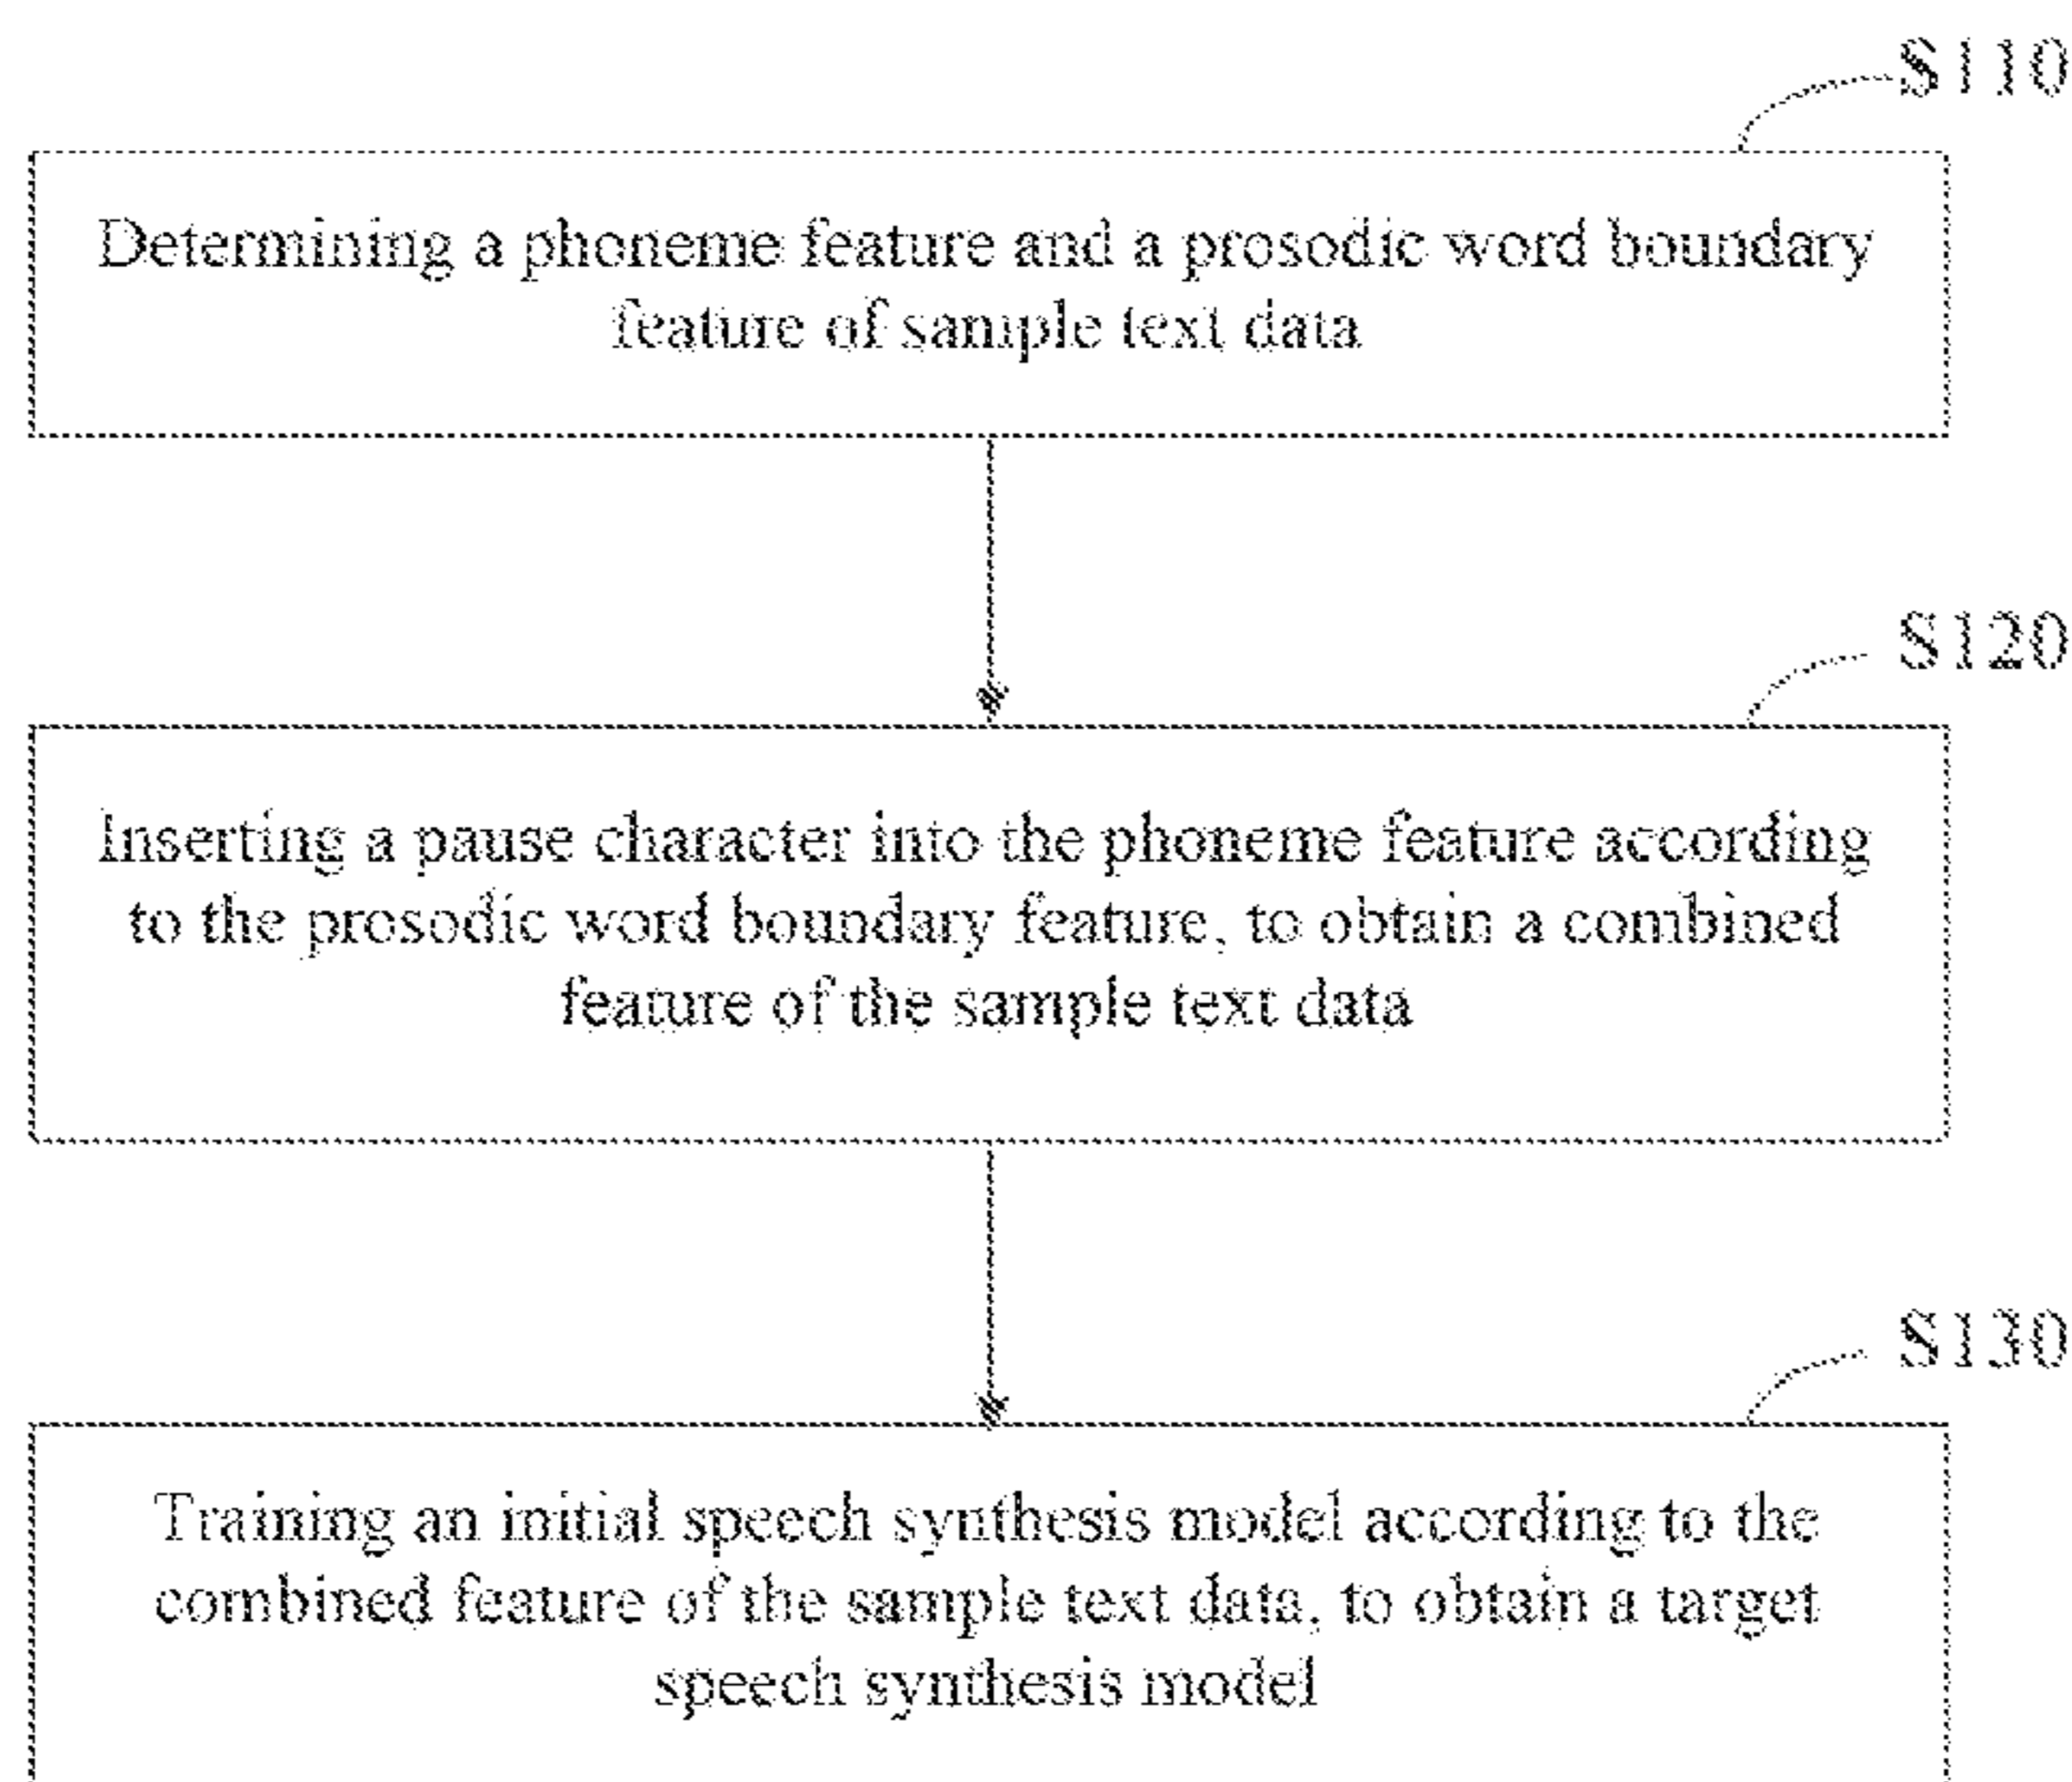 S110
Determining a phoneme feature and a prosodic word boundary
feature of sample text data
S120
Inserting a pause character into the phoneme feature according
to the prosodic word boundary feature, to obtain a combined
feature of the sample text data
S130
Training an initial speech synthesis model according to the
combined feature of the sample text data, to obtain a target
speech synthesis model